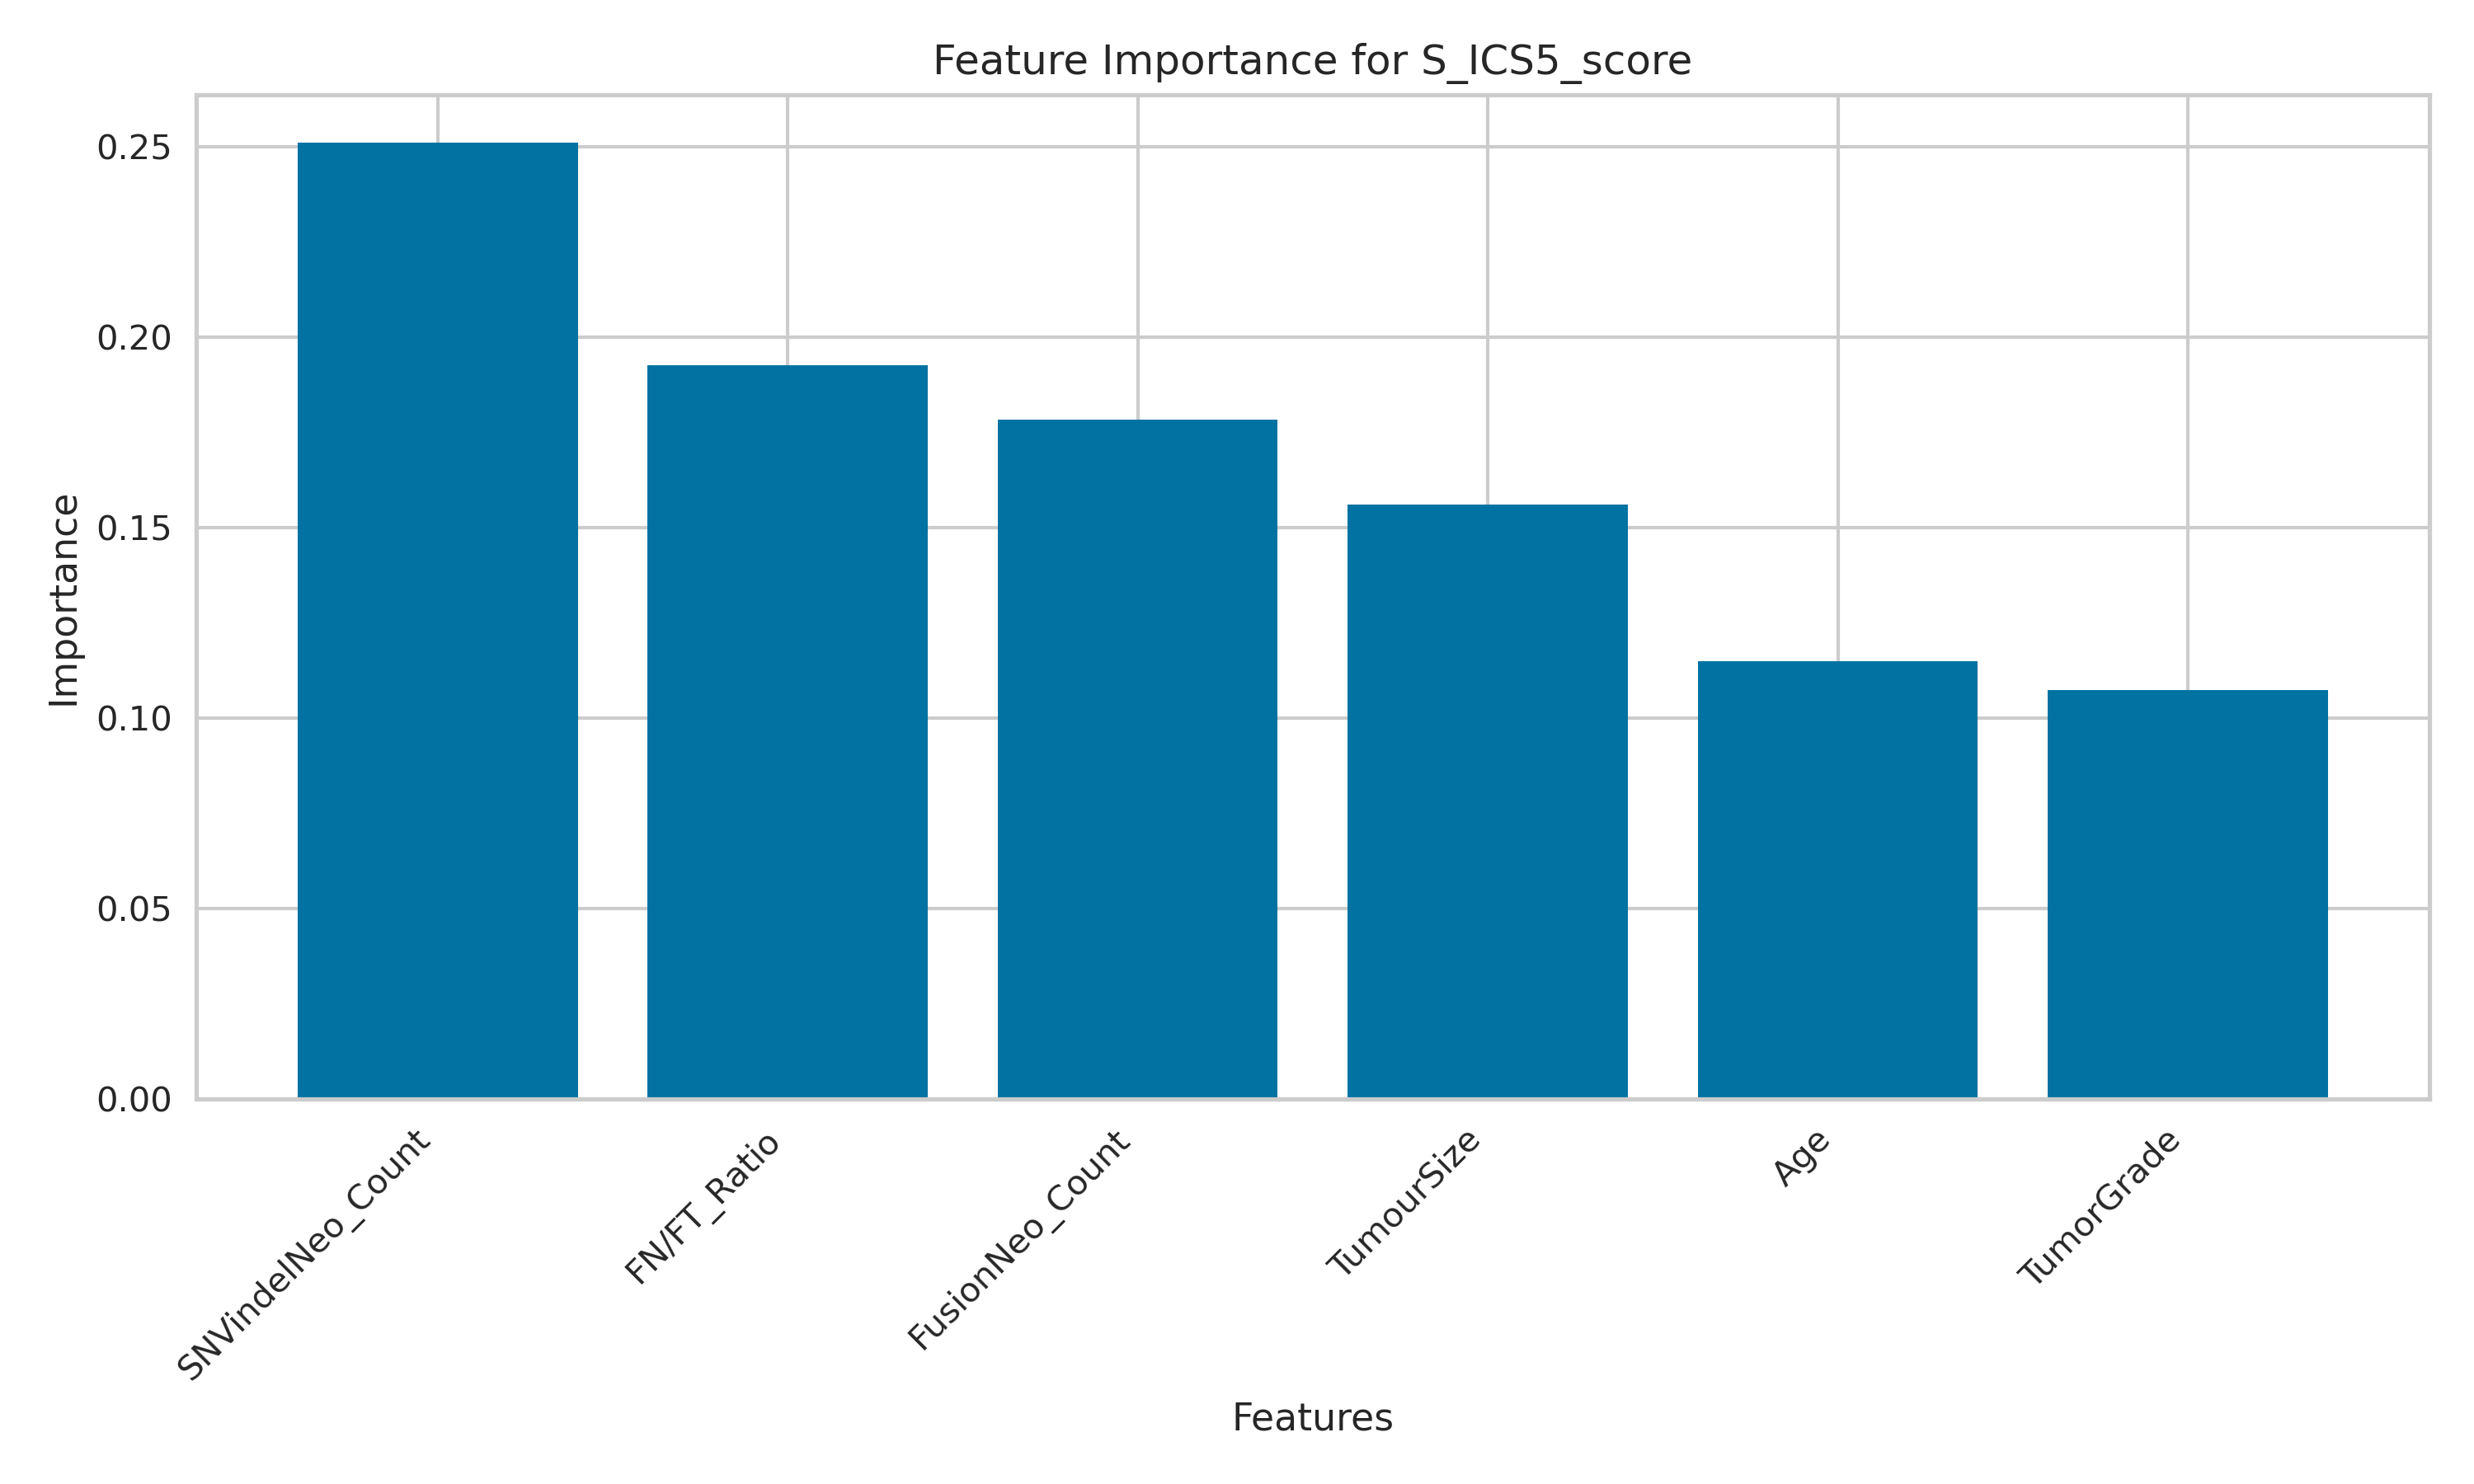 Feature Importance for S_ICS5_score
Importance
0.25
0.20
0.15
0.10
0.05
0.00
SNVindelNeo_Count
FN/FT_Ratio
FusionNeo_Count
TumourSize
Age
TumorGrade
Features